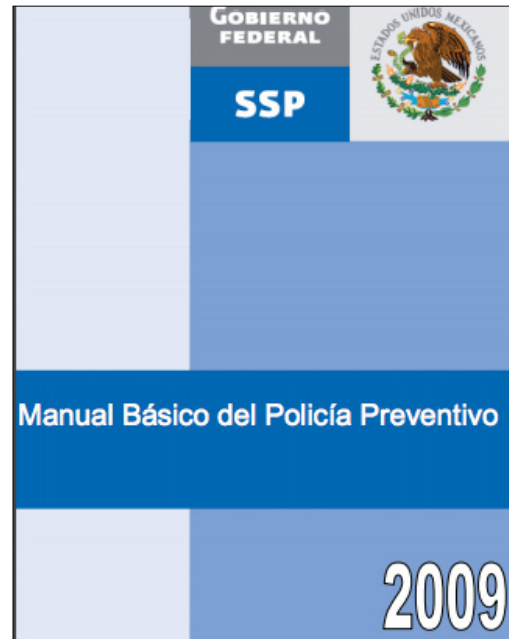 GOBIERNO
FEDERAL
SSP
ESTADOS UNIDOS MEXICANOS
Manual Básico del Policía Preventivo
2009